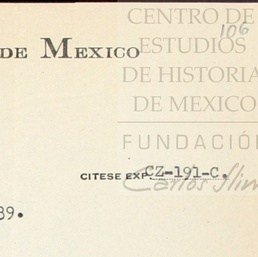 CENTRO DE
ESTUDIOS
106
DE HISTORIA
DE MEXICO
DE MEXICO
FUNDACIÓN
Carlos Slim
CITESE EXP. CZ-191-C.
39.